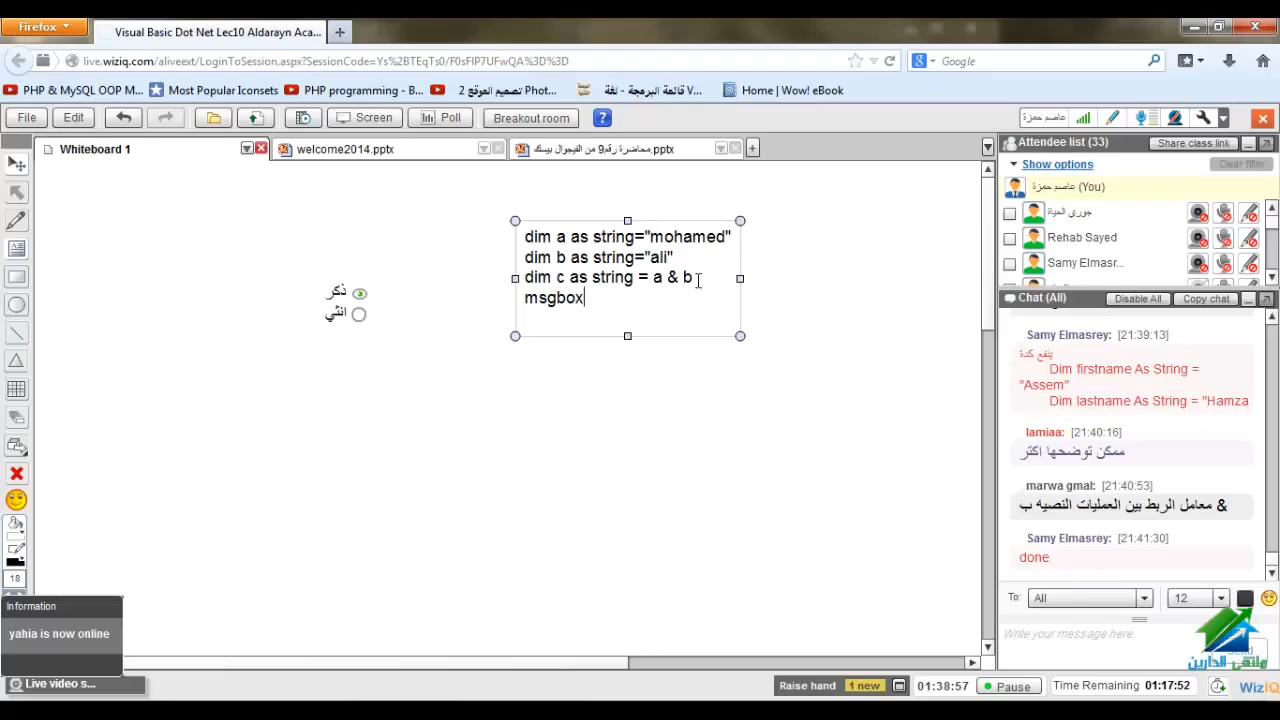 Firefox
Visual Basic Dot Net Lec10 Aldarayn Aca...
live.wiziq.com/aliveext/LoginToSession.aspx?SessionCode=Ys%2BTEqTs0/F0sFIP7UFwQA%3D%3D
Google
PHP & MySQL OOP M...
Most Popular Iconsets
PHP programming - B...
تصميم الموقع 2 Phot...
قائمة البرمجة - لغة V...
Home | Wow! eBook
File
Edit
Screen
Poll
Breakout room
عاصم حمزة
Whiteboard 1
welcome2014.pptx
محاضرة رقم9 من الفيجوال بيسك.pptx
Attendee list (33)
Share class link
Show options
Clear filter
عاصم حمزة (You)
جوري الحياة
Rehab Sayed
Samy Elmasre...
dim a as string="mohamed"
dim b as string="ali"
dim c as string = a & b
msgbox
ذكر
انثي
Chat (All)
Disable All
Copy chat
Samy Elmasrey: [21:39:13]
ينفع كدة
Dim firstname As String =
"Assem"
Dim lastname As String = "Hamza
lamiaa: [21:40:16]
ممكن توضحها اكتر
marwa gmal: [21:40:53]
& معامل الربط بين العمليات النصيه ب
Samy Elmasrey: [21:41:30]
done
To:
All
12
Write your message here.
Send
ملتقى الدارين
18
Information
yahia is now online
Live video s...
Raise hand
1 new
01:38:57
Pause
Time Remaining
01:17:52
WizIQ